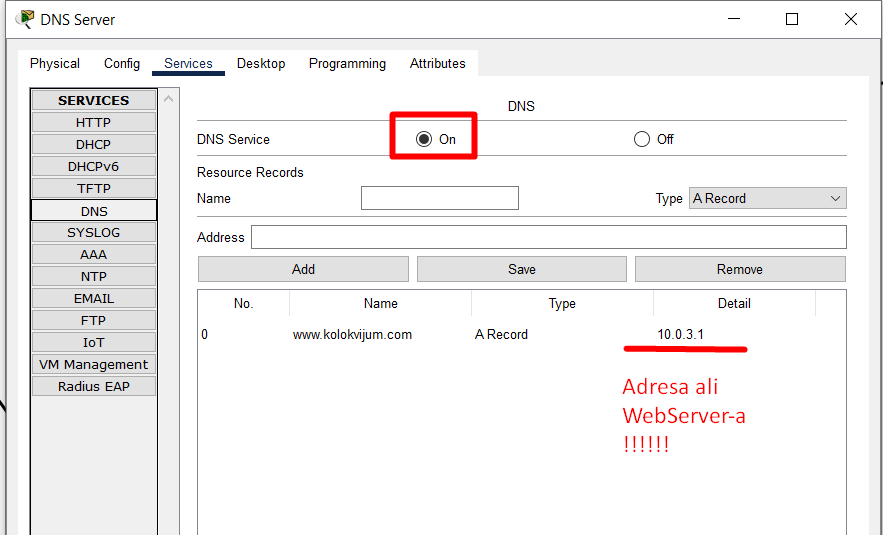 DNS Server
Physical Config Services Desktop Programming Attributes
SERVICES
HTTP
DHCP
DHCPv6
TFTP
DNS
SYSLOG
AAA
NTP
EMAIL
FTP
IoT
VM Management
Radius EAP
DNS
DNS Service On Off
Resource Records
Name Type A Record
Address
Add Save Remove
No. Name Type Detail
0 www.kolokvijum.com A Record 10.0.3.1
Adresa ali
WebServer-a
!!!!!!